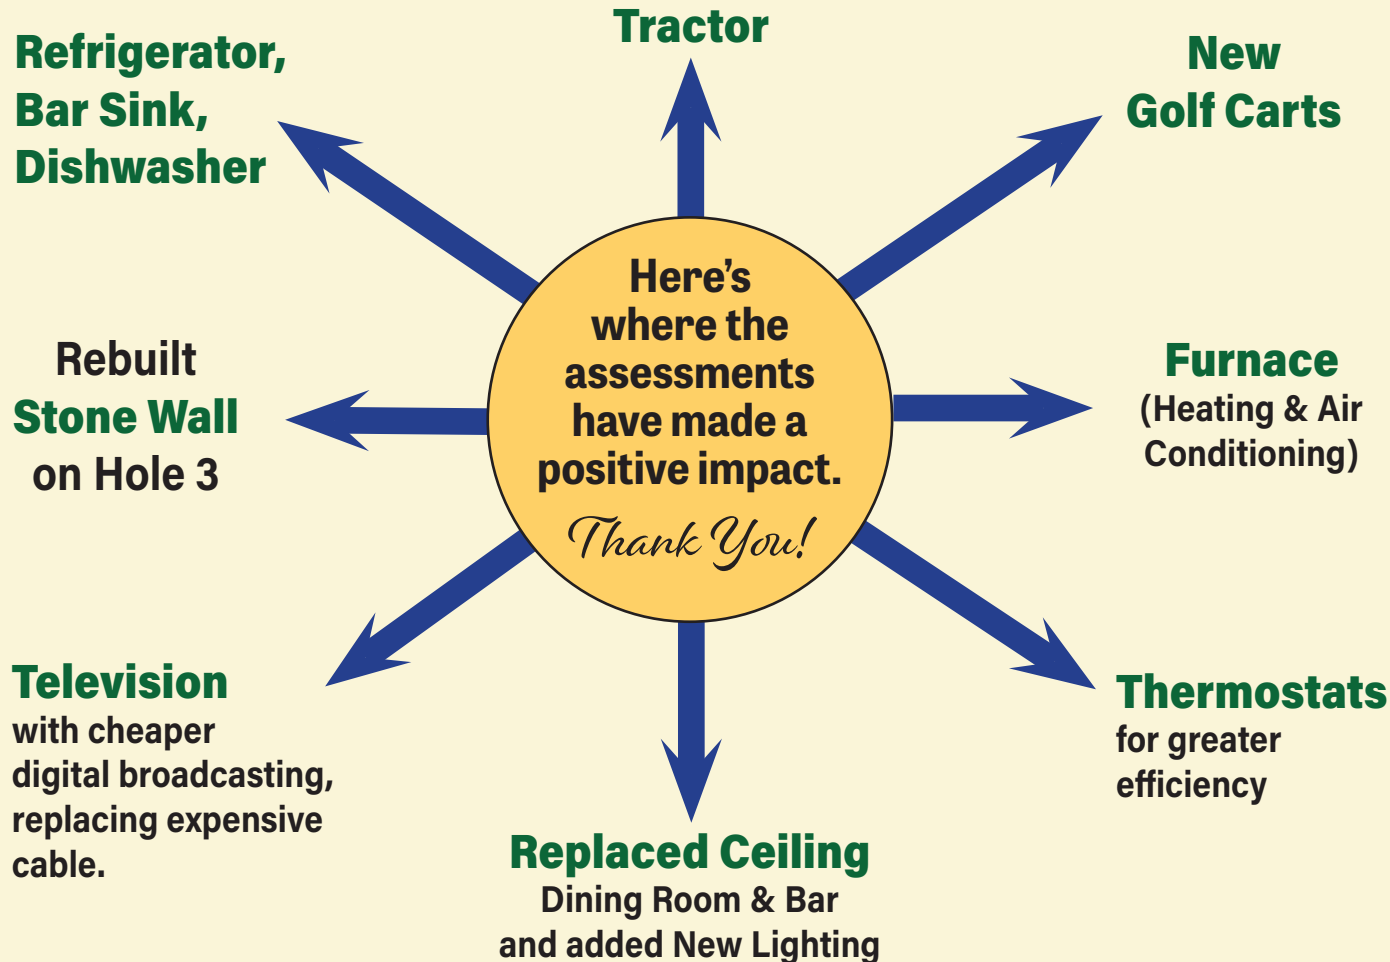 Tractor
Refrigerator,
Bar Sink,
Dishwasher
New
Golf Carts
Here’s
where the
assessments
have made a
positive impact.
Thank You!
Rebuilt
Stone Wall
on Hole 3
Furnace
(Heating & Air
Conditioning)
Television
with cheaper
digital broadcasting,
replacing expensive
cable.
Thermostats
for greater
efficiency
Replaced Ceiling
Dining Room & Bar
and added New Lighting